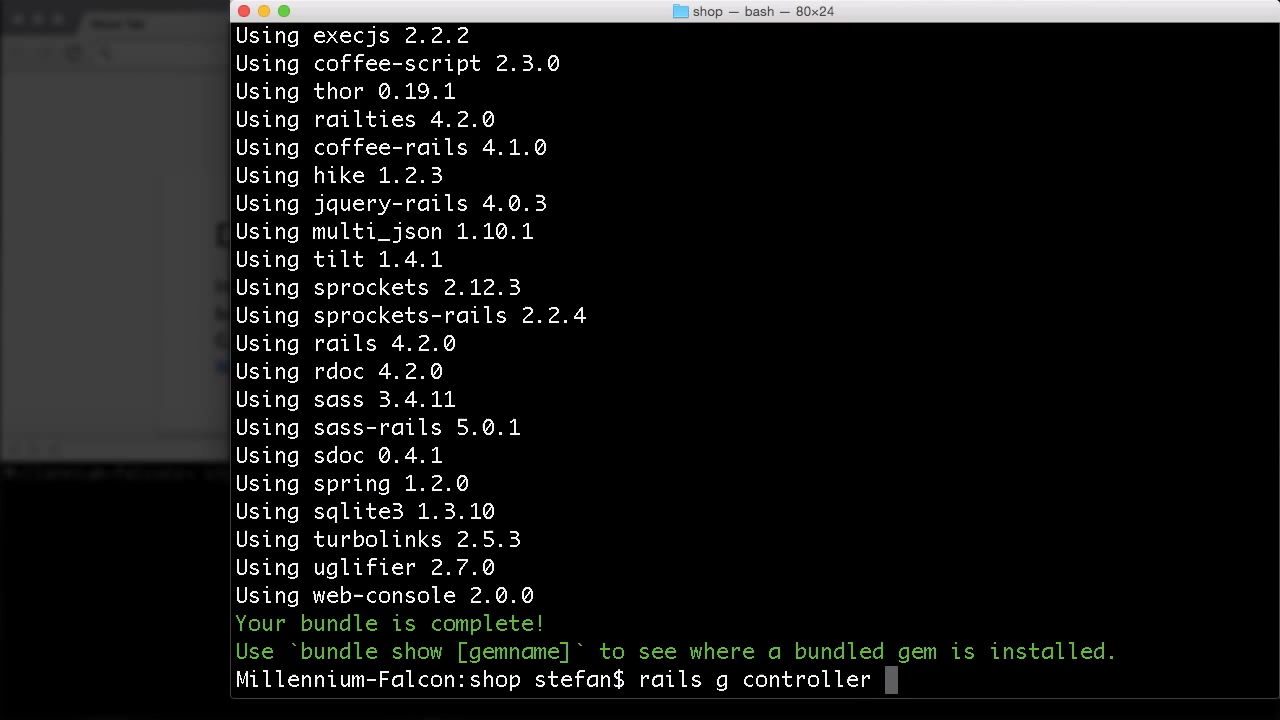 shop — bash — 80×24
Using execjs 2.2.2
Using coffee-script 2.3.0
Using thor 0.19.1
Using railties 4.2.0
Using coffee-rails 4.1.0
Using hike 1.2.3
Using jquery-rails 4.0.3
Using multi_json 1.10.1
Using tilt 1.4.1
Using sprockets 2.12.3
Using sprockets-rails 2.2.4
Using rails 4.2.0
Using rdoc 4.2.0
Using sass 3.4.11
Using sass-rails 5.0.1
Using sdoc 0.4.1
Using spring 1.2.0
Using sqlite3 1.3.10
Using turbolinks 2.5.3
Using uglifier 2.7.0
Using web-console 2.0.0
Your bundle is complete!
Use `bundle show [gemname]` to see where a bundled gem is installed.
Millennium-Falcon:shop stefan$ rails g controller